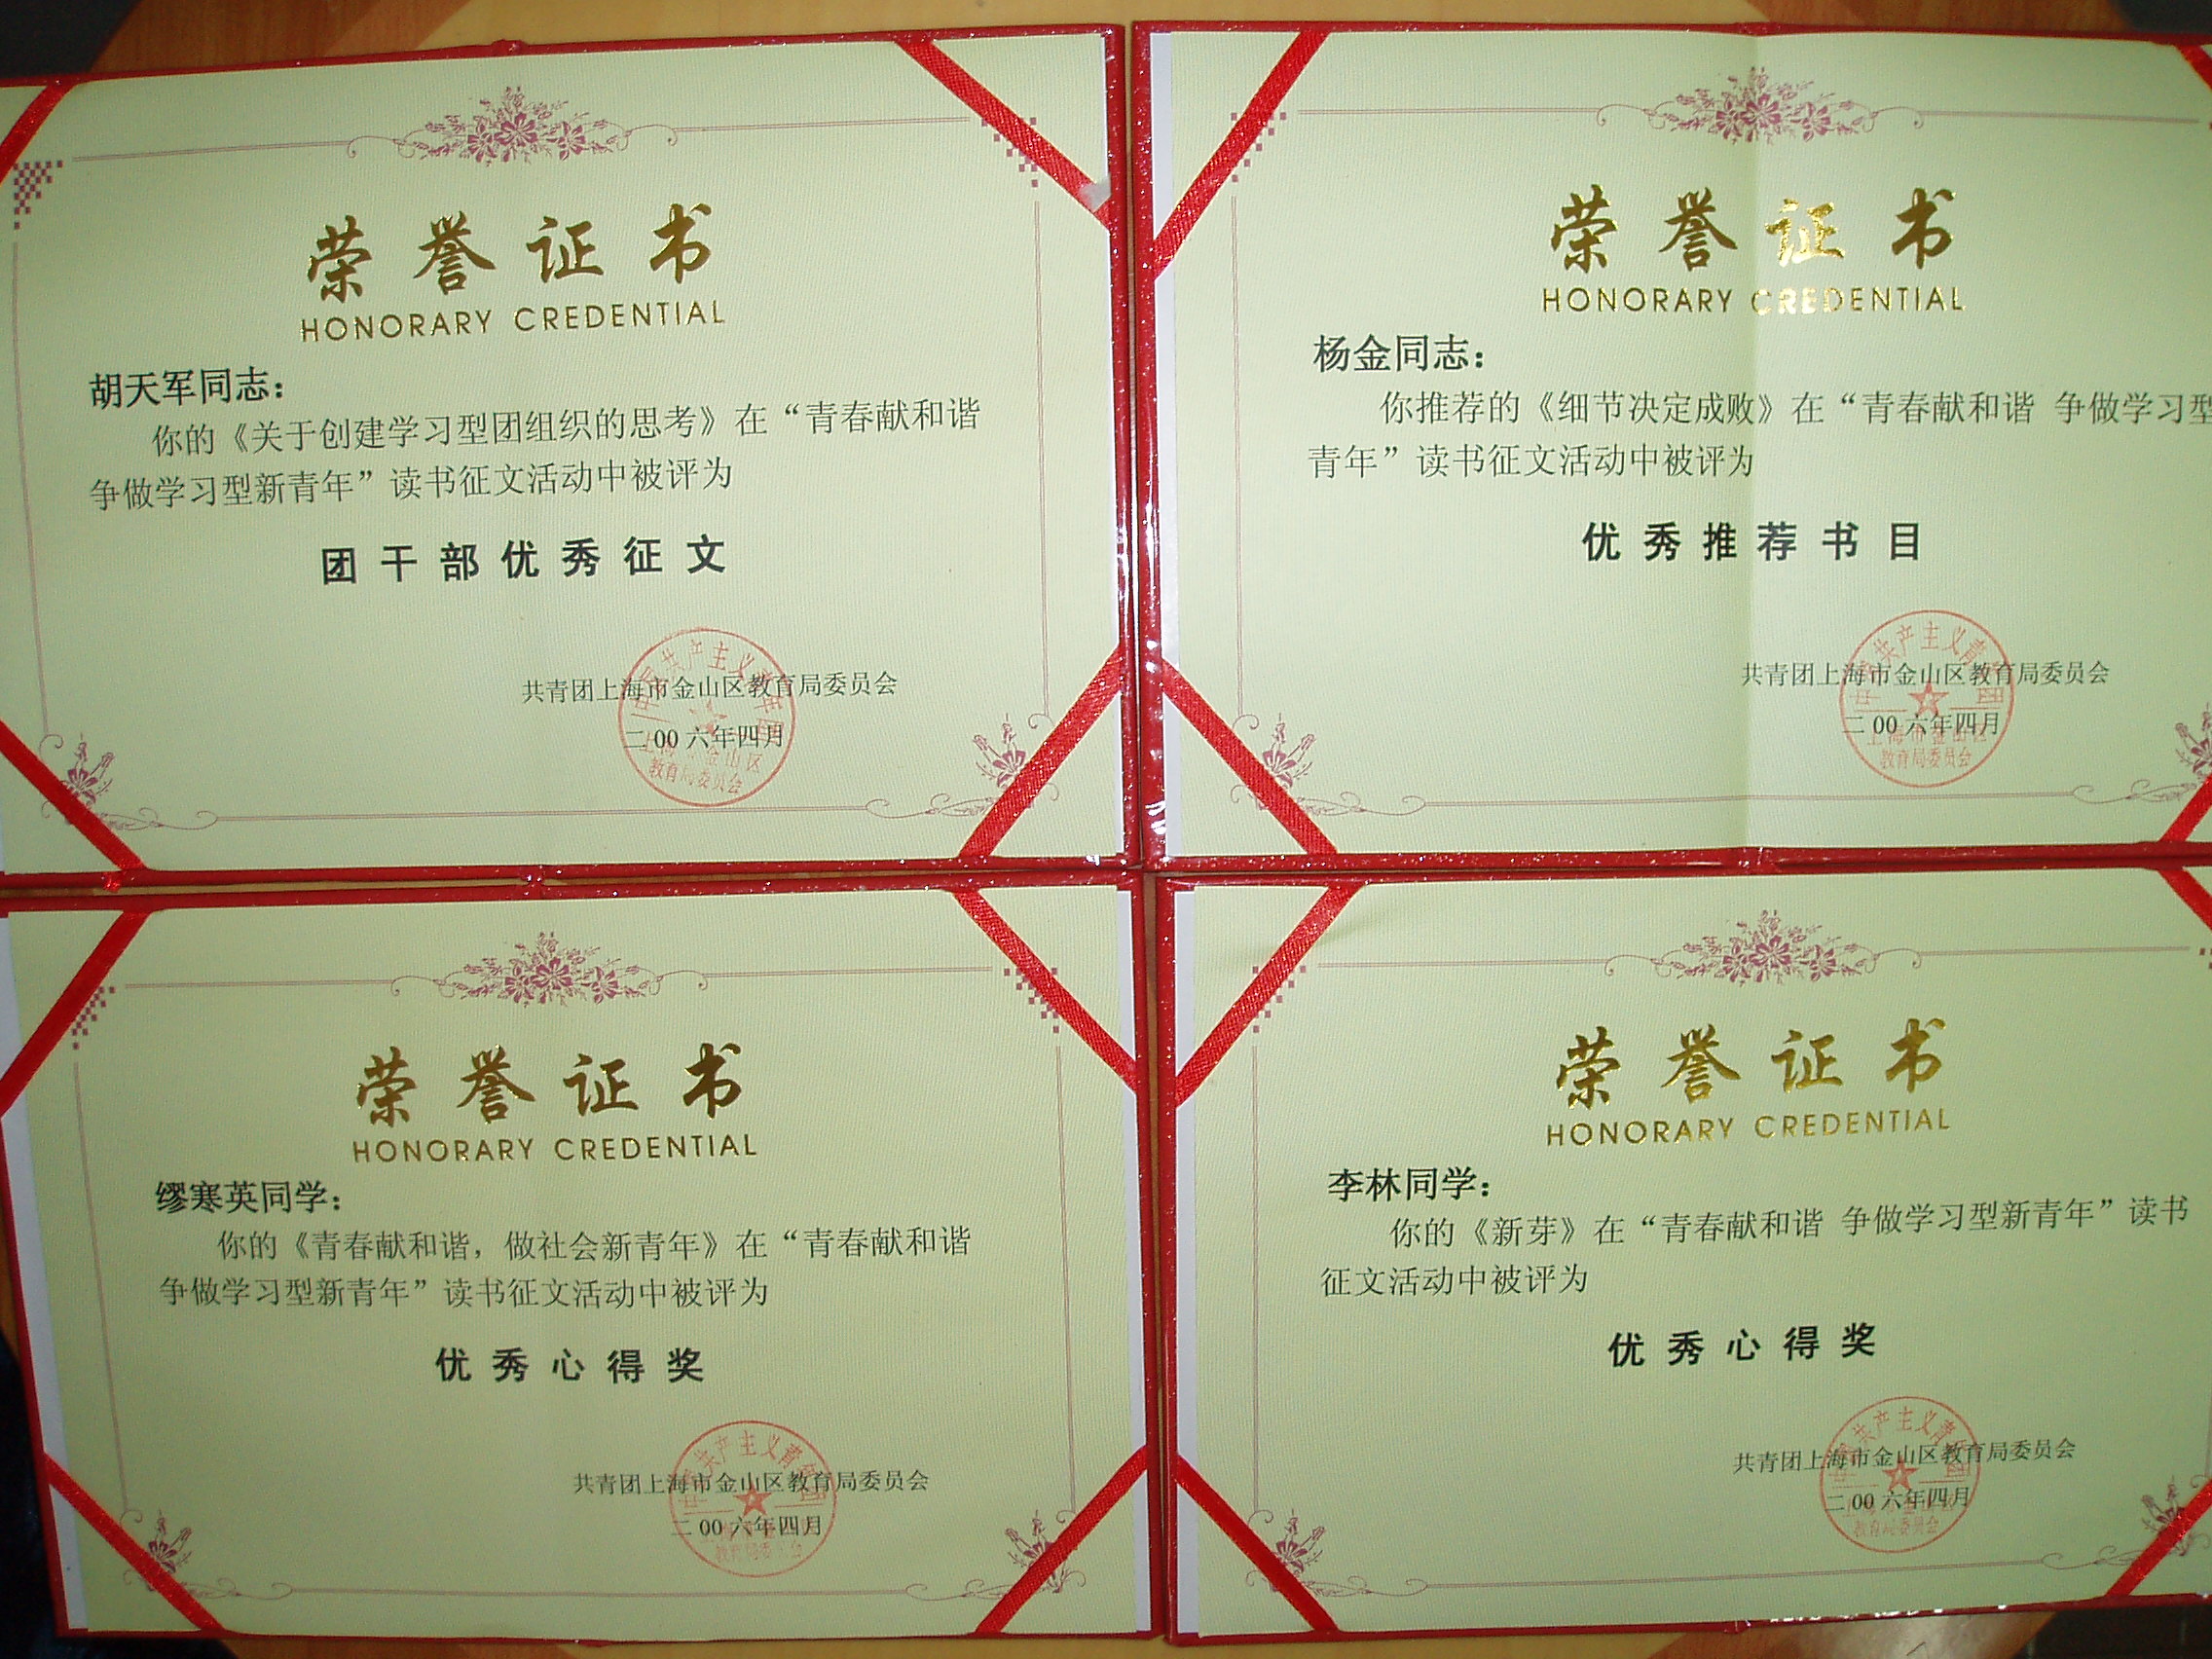 荣誉证书
HONORARY CREDENTIAL
胡天军同志：
你的《关于创建学习型团组织的思考》在“青春献和谐
争做学习型新青年”读书征文活动中被评为
团干部优秀征文
共青团上海市金山区教育局委员会
二00六年四月
荣誉证书
HONORARY CREDENTIAL
杨金同志：
你推荐的《细节决定成败》在“青春献和谐 争做学习型
青年”读书征文活动中被评为
优秀推荐书目
共青团上海市金山区教育局委员会
二00六年四月
荣誉证书
HONORARY CREDENTIAL
缪寒英同学：
你的《青春献和谐，做社会新青年》在“青春献和谐
争做学习型新青年”读书征文活动中被评为
优秀心得奖
共青团上海市金山区教育局委员会
二00六年四月
荣誉证书
HONORARY CREDENTIAL
李林同学：
你的《新芽》在“青春献和谐 争做学习型新青年”读书
征文活动中被评为
优秀心得奖
共青团上海市金山区教育局委员会
二00六年四月